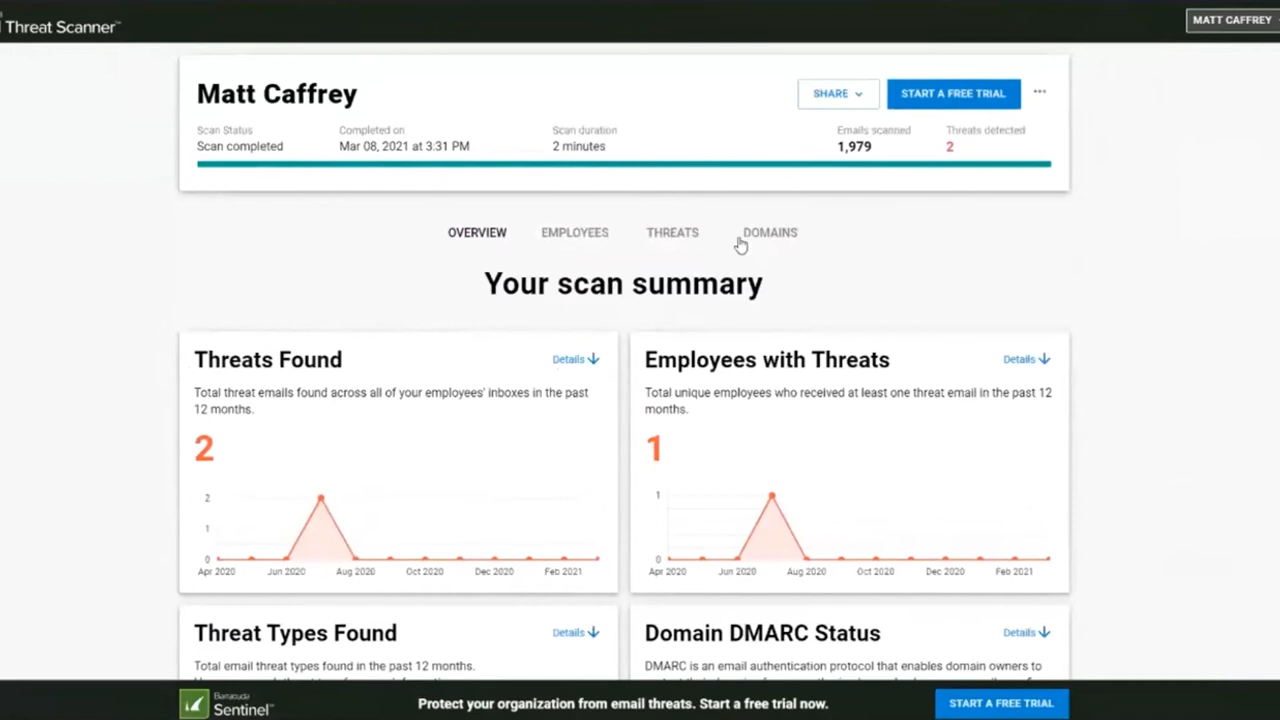 Threat Scanner™
MATT CAFFREY
Matt Caffrey
SHARE
START A FREE TRIAL
Scan Status
Completed on
Scan duration
Emails scanned
Threats detected
Scan completed
Mar 08, 2021 at 3:31 PM
2 minutes
1,979
2
OVERVIEW
EMPLOYEES
THREATS
DOMAINS
Your scan summary
Threats Found
Details
Total threat emails found across all of your employees' inboxes in the past
12 months.
2
2
1
0
Apr 2020
Jun 2020
Aug 2020
Oct 2020
Dec 2020
Feb 2021
Employees with Threats
Details
Total unique employees who received at least one threat email in the past 12
months.
1
1
0
Apr 2020
Jun 2020
Aug 2020
Oct 2020
Dec 2020
Feb 2021
Threat Types Found
Details
Total email threat types found in the past 12 months.
Domain DMARC Status
Details
DMARC is an email authentication protocol that enables domain owners to
Barracuda
Sentinel™
Protect your organization from email threats. Start a free trial now.
START A FREE TRIAL